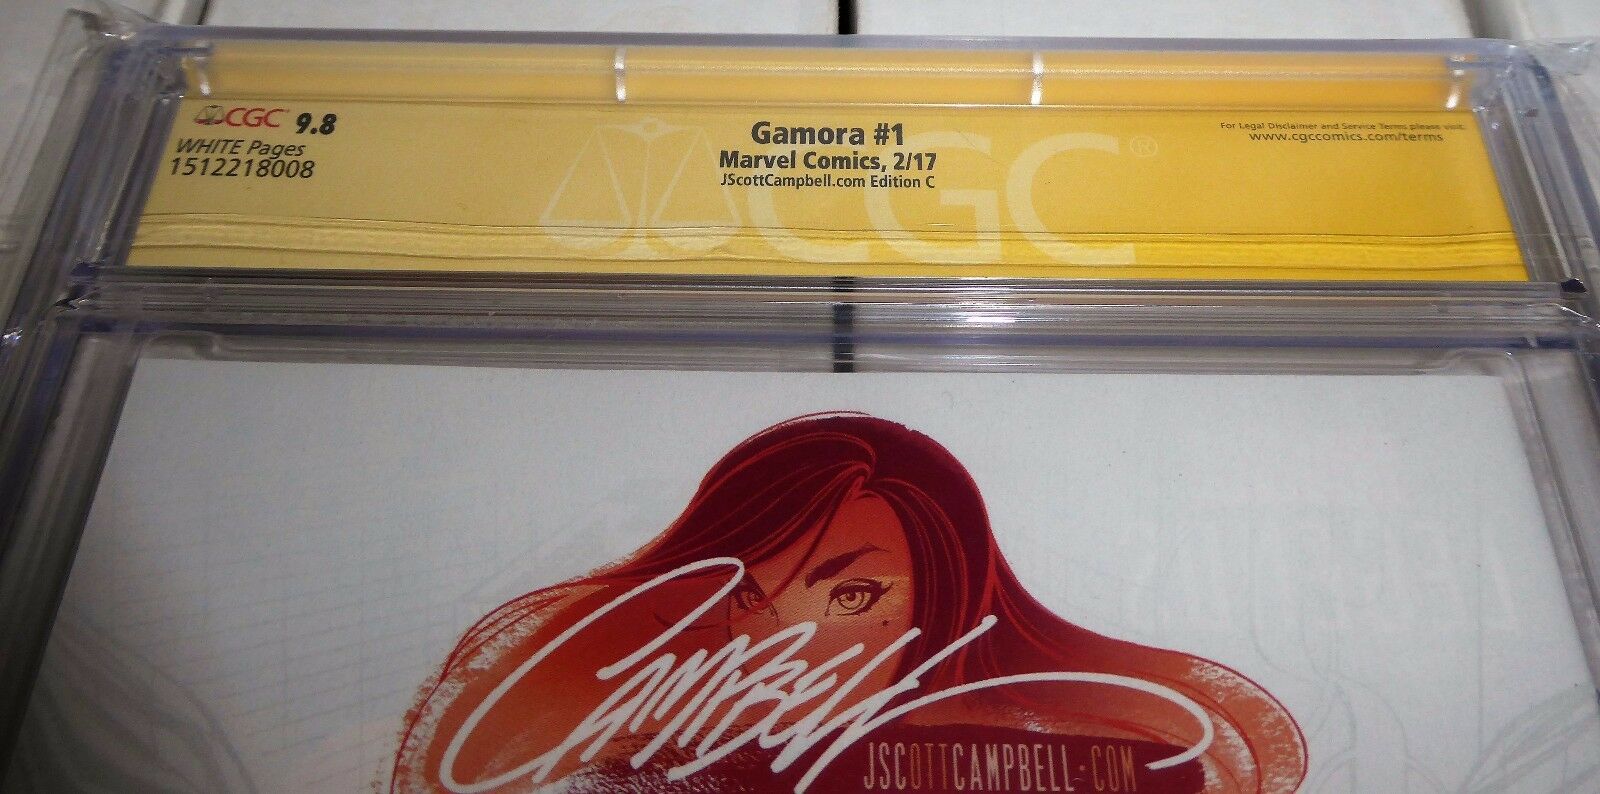 CGC® 9.8
WHITE Pages
1512218008
Gamora #1
Marvel Comics, 2/17
JScottCampbell.com Edition C
For Legal Disclaimer and Service Terms please visit:
www.cgccomics.com/terms
CGC®
CAMPBELL
JSCOTTCAMPBELL.COM